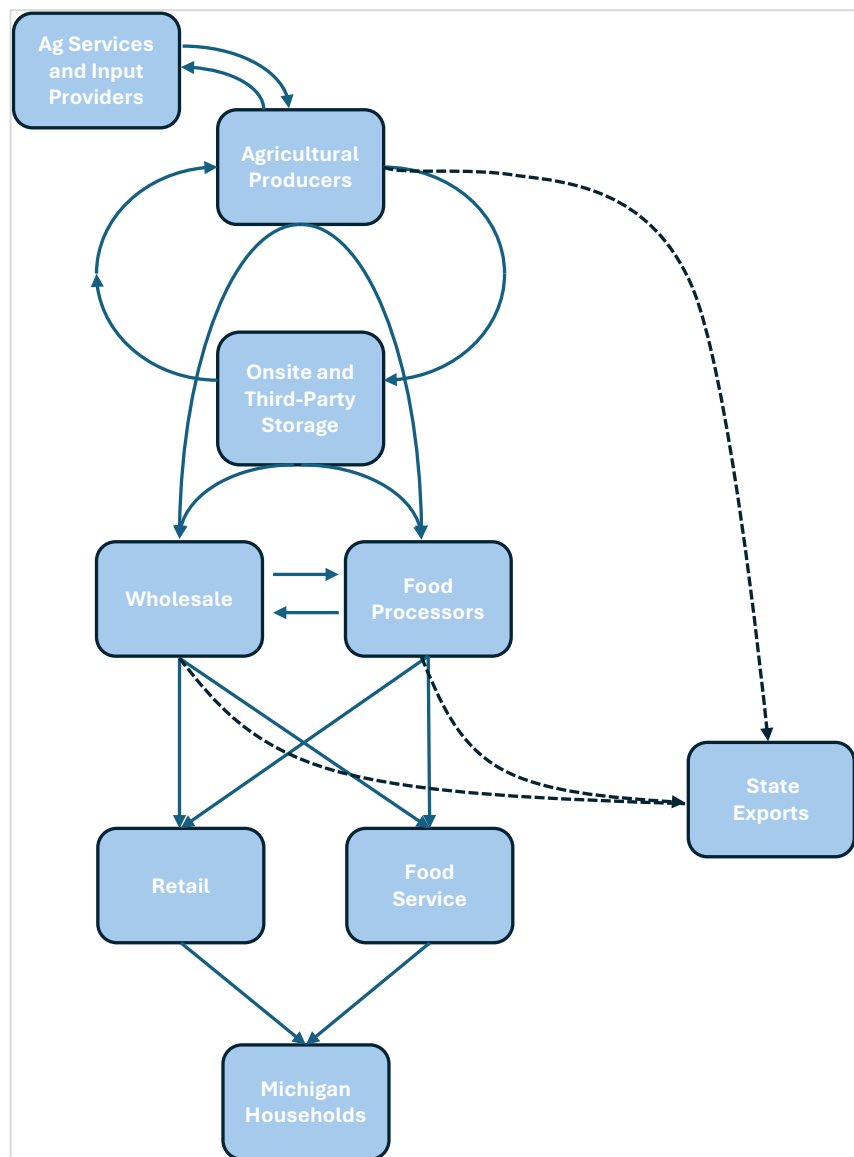 Ag Services
and Input
Providers
Agricultural
Producers
Onsite and
Third-Party
Storage
Wholesale
Food
Processors
State
Exports
Retail
Food
Service
Michigan
Households